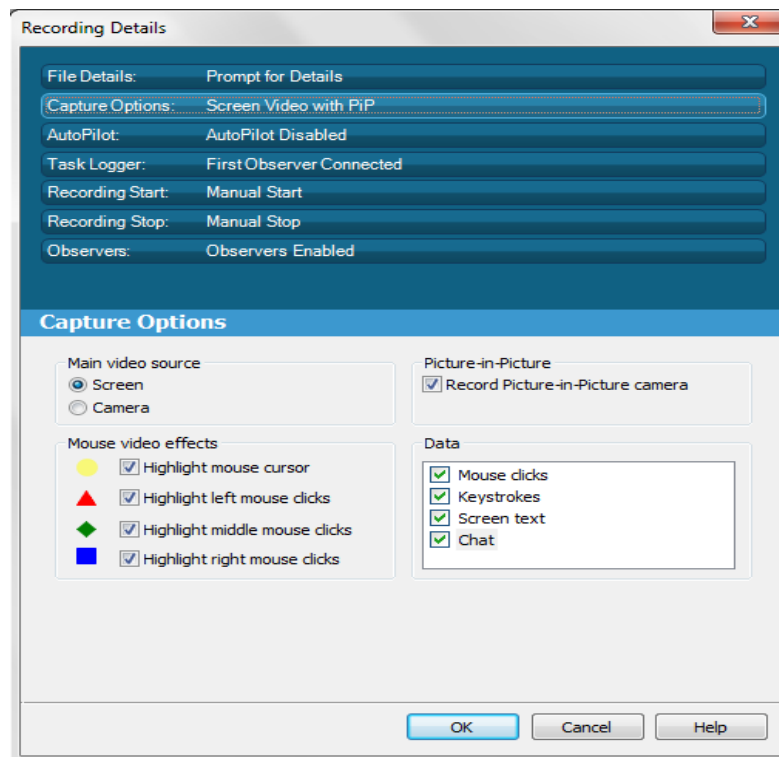 Recording Details
File Details: Prompt for Details
Capture Options: Screen Video with PiP
AutoPilot: AutoPilot Disabled
Task Logger: First Observer Connected
Recording Start: Manual Start
Recording Stop: Manual Stop
Observers: Observers Enabled
Capture Options
Main video source
Screen
Camera
Picture-in-Picture
Record Picture-in-Picture camera
Mouse video effects
Highlight mouse cursor
Highlight left mouse clicks
Highlight middle mouse clicks
Highlight right mouse clicks
Data
Mouse clicks
Keystrokes
Screen text
Chat
OK Cancel Help